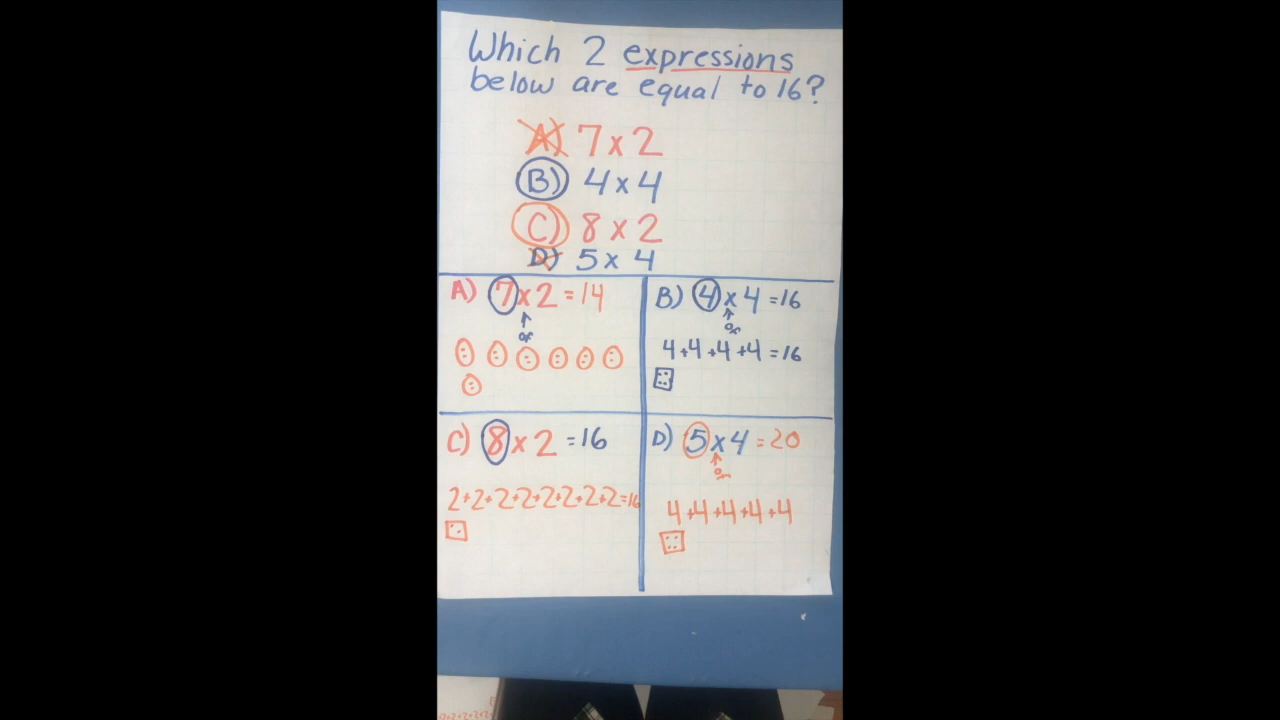 Which 2 expressions
below are equal to 16?
A) 7 x 2
B) 4 x 4
C) 8 x 2
D) 5 x 4
A) 7 x 2 = 14
of
B) 4 x 4 = 16
of
4+4+4+4=16
C) 8 x 2 = 16
2+2+2+2+2+2+2+2=16
D) 5 x 4 = 20
of
4+4+4+4+4